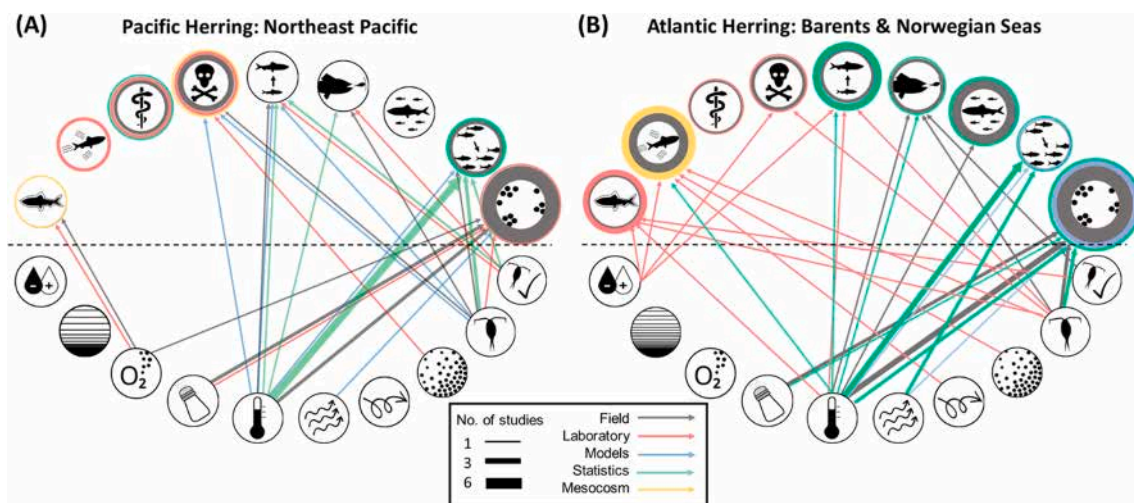 (A)
Pacific Herring: Northeast Pacific
(B)
Atlantic Herring: Barents & Norwegian Seas
- +
O2
- +
O2
No. of studies
1
3
6
Field
Laboratory
Models
Statistics
Mesocosm